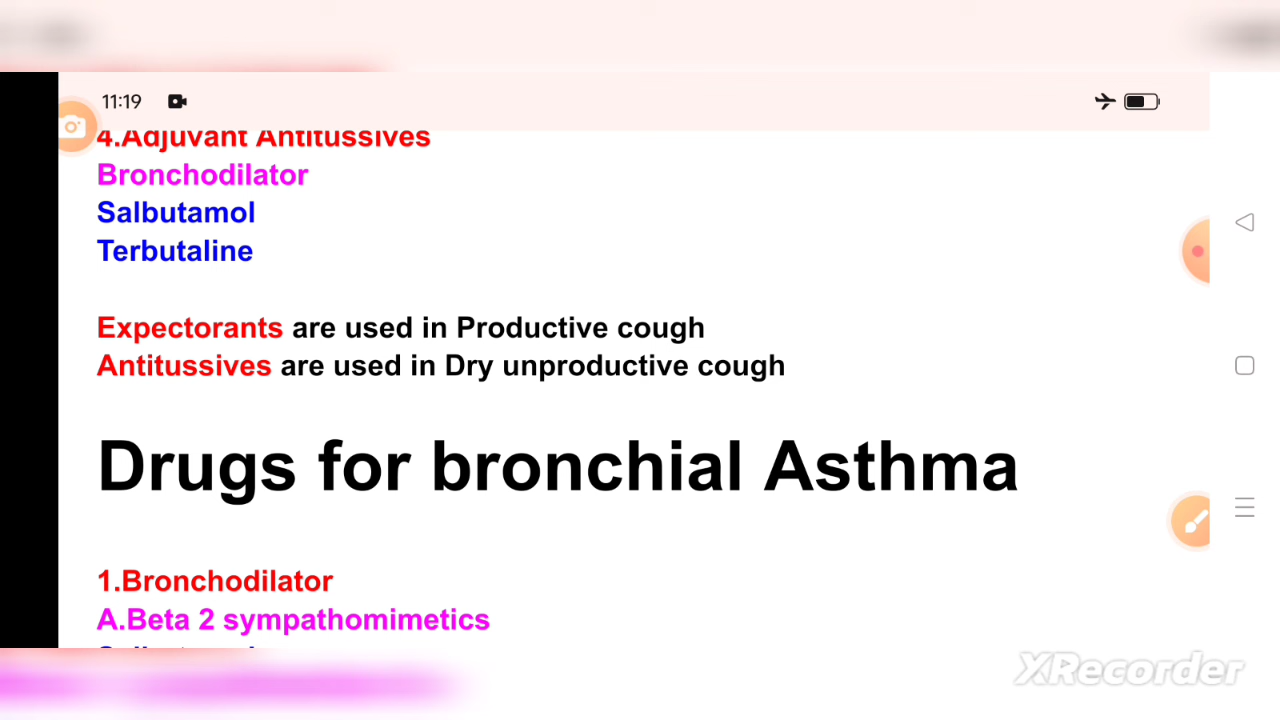 11:19
4.Adjuvant Antitussives
Bronchodilator
Salbutamol
Terbutaline
Expectorants are used in Productive cough
Antitussives are used in Dry unproductive cough
Drugs for bronchial Asthma
1.Bronchodilator
A.Beta 2 sympathomimetics
XRecorder